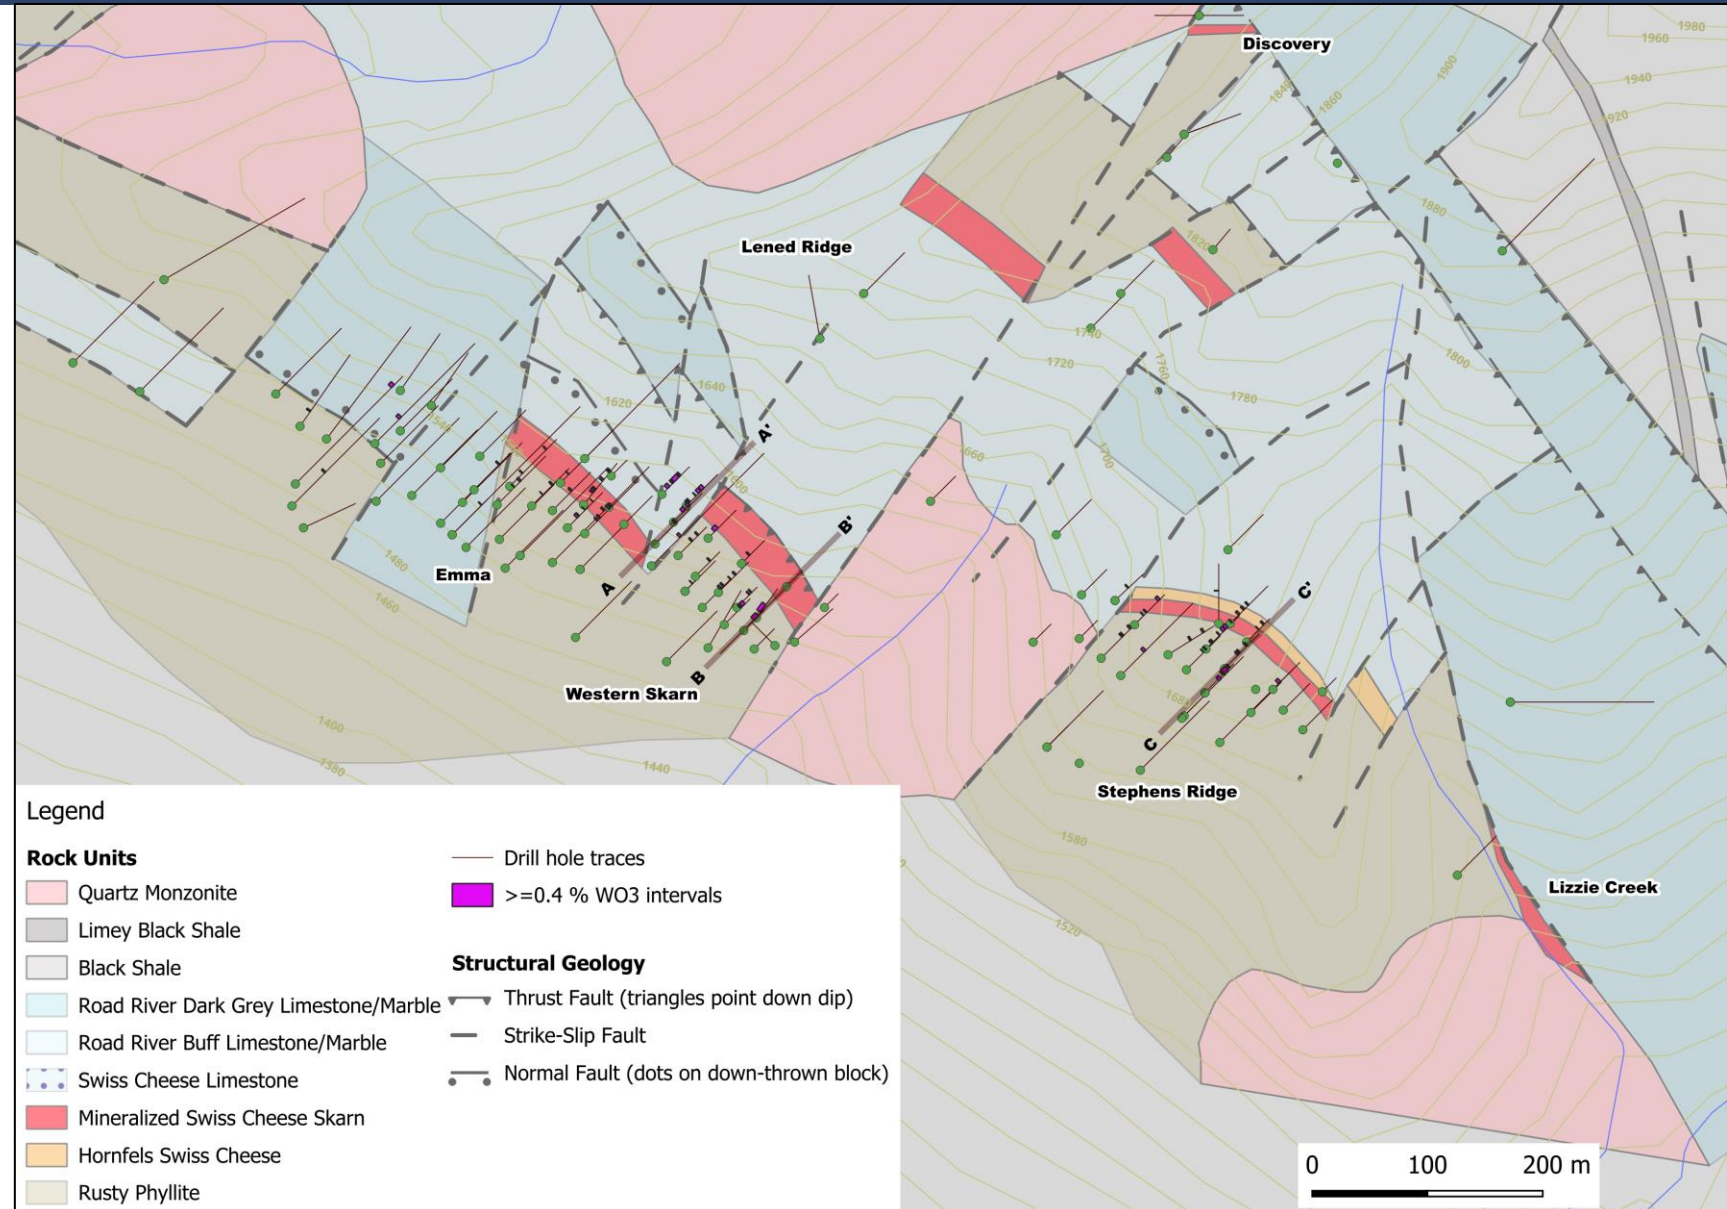 1980
1960
Discovery
1900
1940
1840
1860
1920
1880
Lened Ridge
1820
1740
1720
1760
1800
1640
1620
1780
1540
A'
1660
1700
1600
B'
1480
Emma
A
C'
1460
B
Western Skarn
1680
1400
C
1380
1440
Stephens Ridge
1580
Lizzie Creek
1520
Legend
Rock Units
Quartz Monzonite
Limey Black Shale
Black Shale
Road River Dark Grey Limestone/Marble
Road River Buff Limestone/Marble
Swiss Cheese Limestone
Mineralized Swiss Cheese Skarn
Hornfels Swiss Cheese
Rusty Phyllite
Drill hole traces
>=0.4 % WO3 intervals
Structural Geology
Thrust Fault (triangles point down dip)
Strike-Slip Fault
Normal Fault (dots on down-thrown block)
0 100 200 m